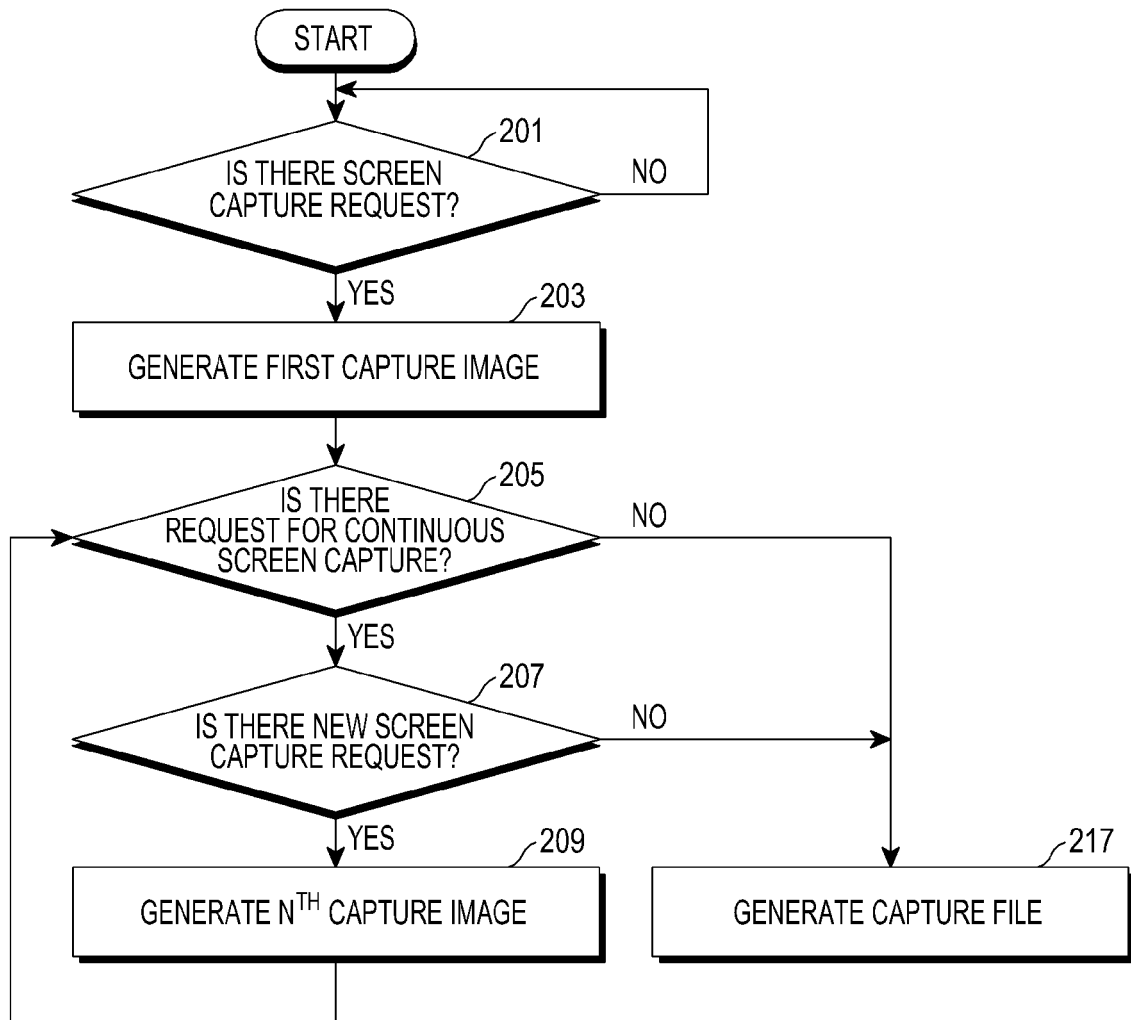 START
201
IS THERE SCREEN
CAPTURE REQUEST?
NO
YES
203
GENERATE FIRST CAPTURE IMAGE
205
IS THERE
REQUEST FOR CONTINUOUS
SCREEN CAPTURE?
NO
YES
207
IS THERE NEW SCREEN
CAPTURE REQUEST?
NO
YES
209
GENERATE NTH CAPTURE IMAGE
217
GENERATE CAPTURE FILE